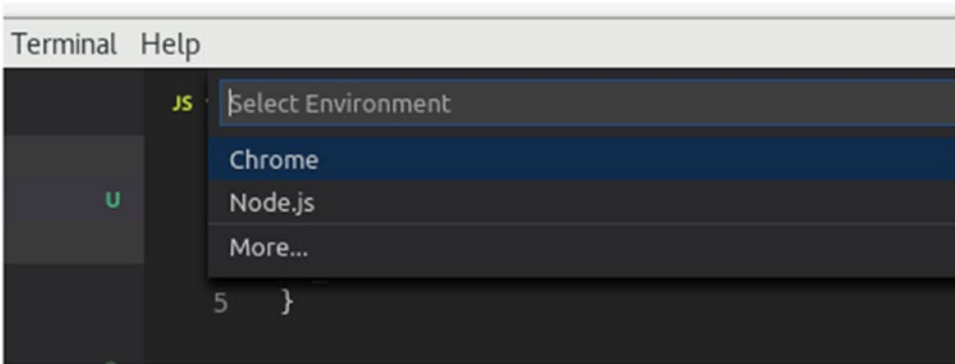 Terminal Help
JS Select Environment
Chrome
U Node.js
More...
5 }